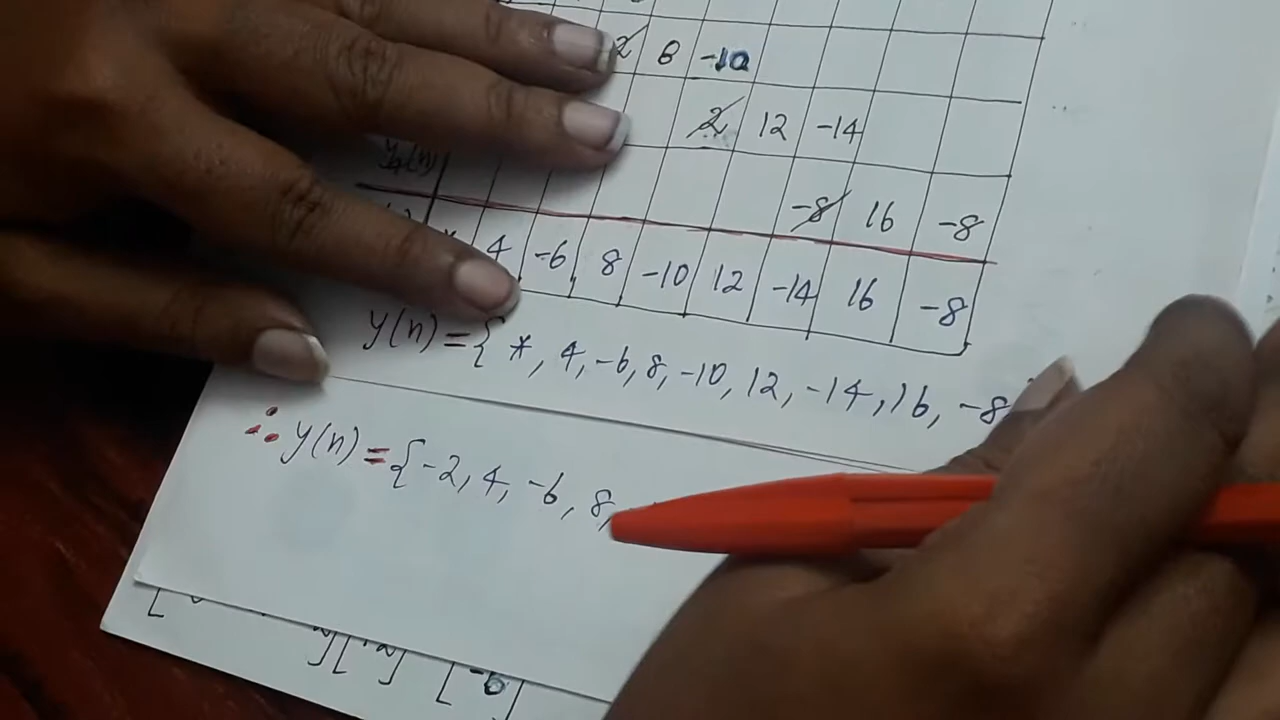 2 8 -10
2 12 -14
y4(n)
-8 16 -8
* 4 -6 8 -10 12 -14 16 -8
y(n) = { *, 4, -6, 8, -10, 12, -14, 16, -8
∴ y(n) = { -2, 4, -6, 8,